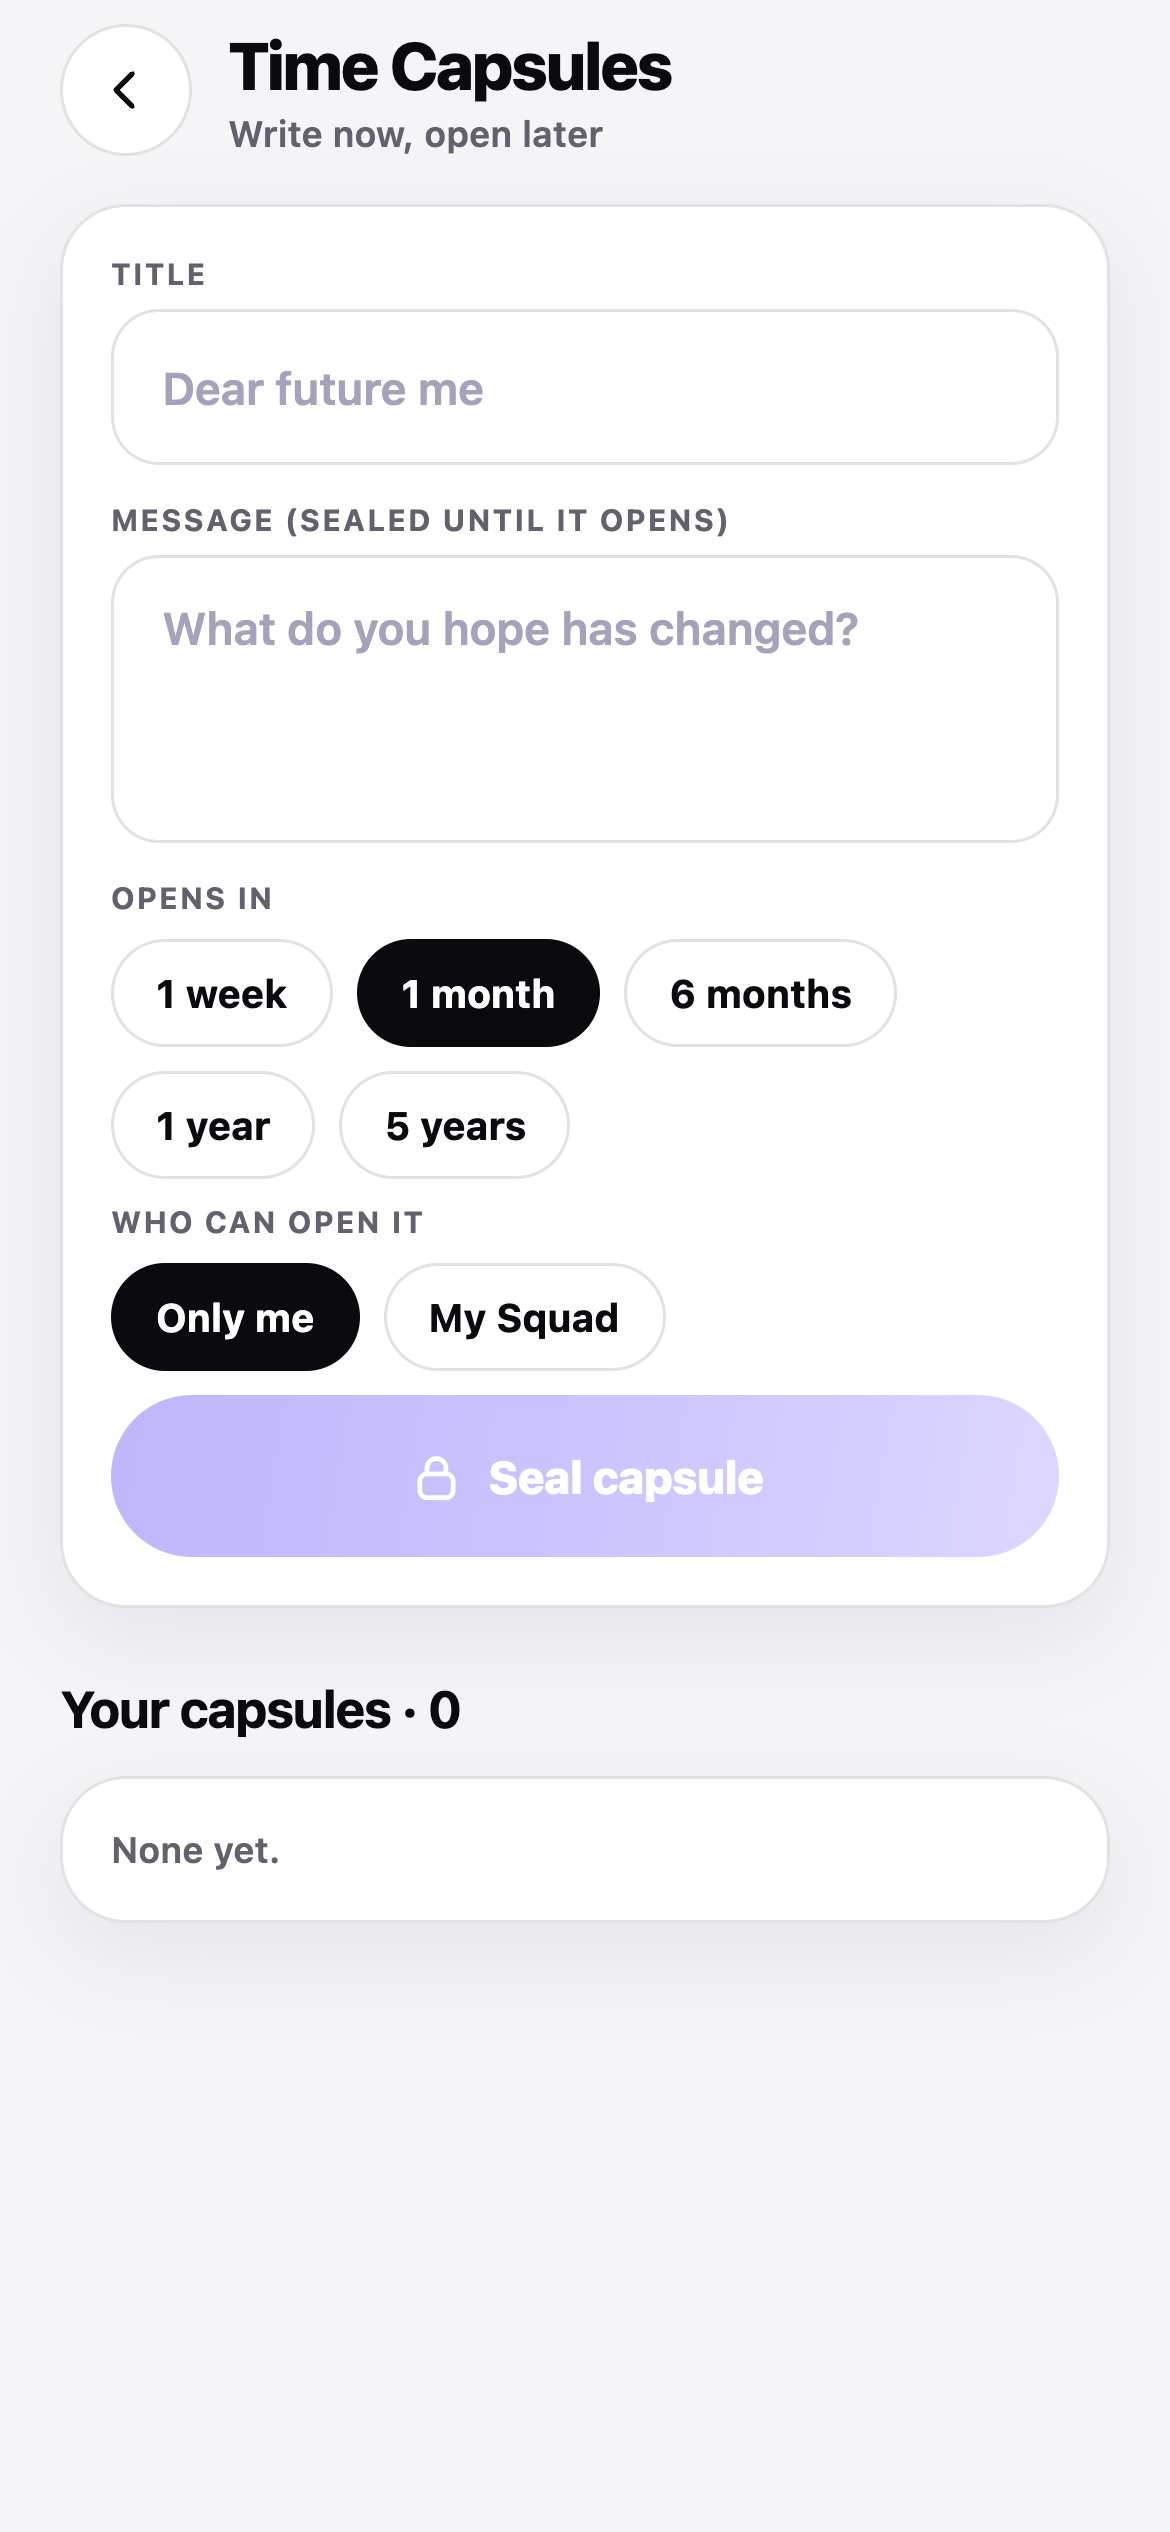 Time Capsules
Write now, open later
TITLE
Dear future me
MESSAGE (SEALED UNTIL IT OPENS)
What do you hope has changed?
OPENS IN
1 week
1 month
6 months
1 year
5 years
WHO CAN OPEN IT
Only me
My Squad
Seal capsule
Your capsules · 0
None yet.